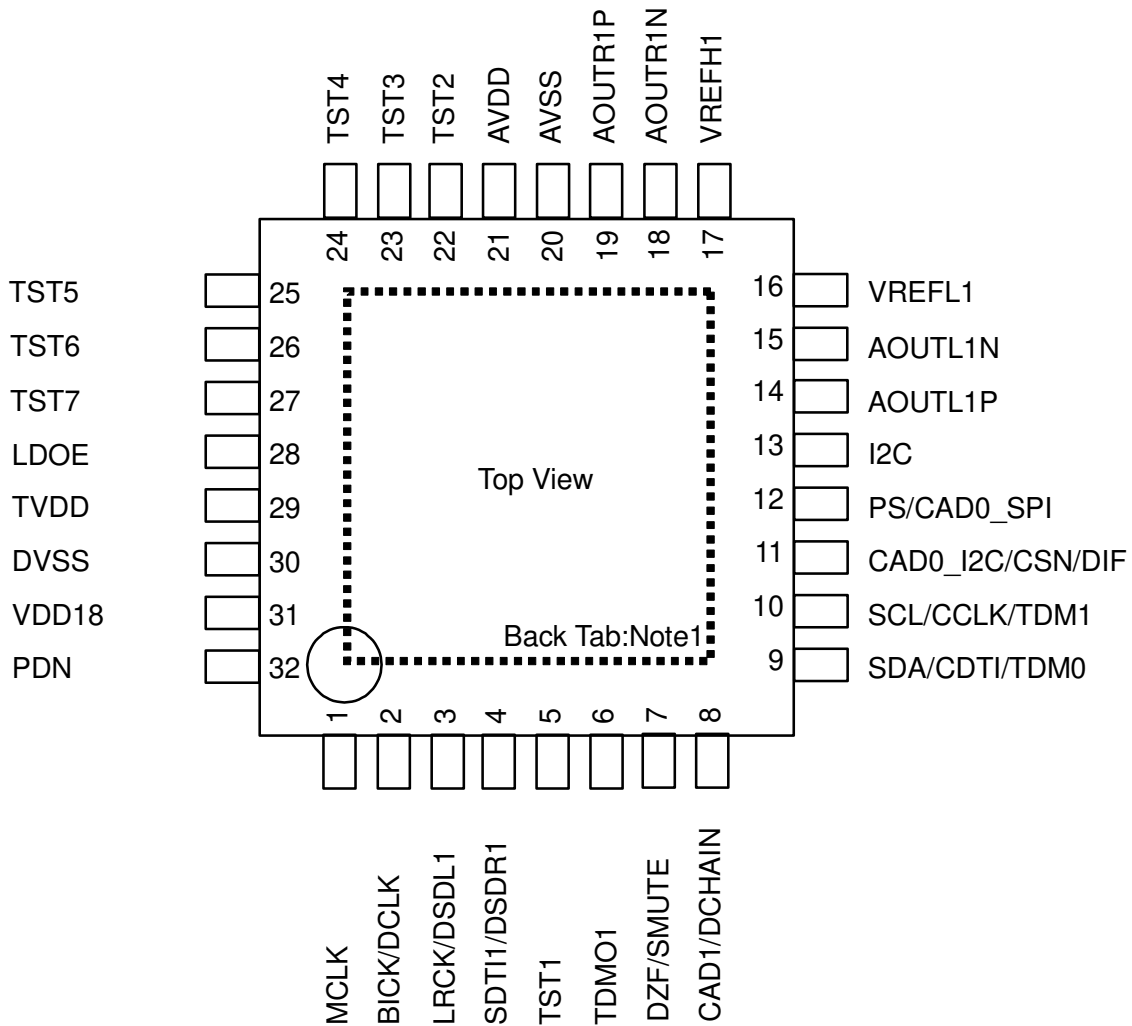 TST4
TST3
TST2
AVDD
AVSS
AOUTR1P
AOUTR1N
VREFH1
24
23
22
21
20
19
18
17
TST5
25
16
VREFL1
TST6
26
15
AOUTL1N
TST7
27
14
AOUTL1P
LDOE
28
13
I2C
Top View
TVDD
29
12
PS/CAD0_SPI
DVSS
30
11
CAD0_I2C/CSN/DIF
VDD18
31
10
SCL/CCLK/TDM1
Back Tab:Note1
PDN
32
9
SDA/CDTI/TDM0
1
2
3
4
5
6
7
8
MCLK
BICK/DCLK
LRCK/DSDL1
SDTI1/DSDR1
TST1
TDMO1
DZF/SMUTE
CAD1/DCHAIN